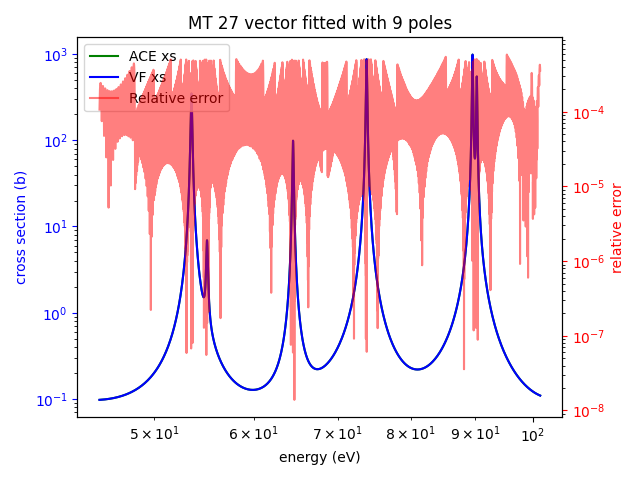 MT 27 vector fitted with 9 poles
ACE xs
VF xs
Relative error
cross section (b)
10³
10²
10¹
10⁰
10⁻¹
relative error
10⁻⁴
10⁻⁵
10⁻⁶
10⁻⁷
10⁻⁸
5 × 10¹
6 × 10¹
7 × 10¹
8 × 10¹
9 × 10¹
10²
energy (eV)